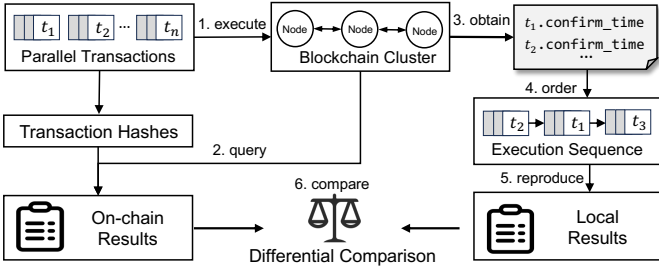 t1 t2 ... tn
Parallel Transactions
1. execute
Node Node Node
Blockchain Cluster
3. obtain
t1.confirm_time
t2.confirm_time
...
4. order
Transaction Hashes
2. query
t2 t1 t3
Execution Sequence
5. reproduce
On-chain
Results
6. compare
Differential Comparison
Local
Results